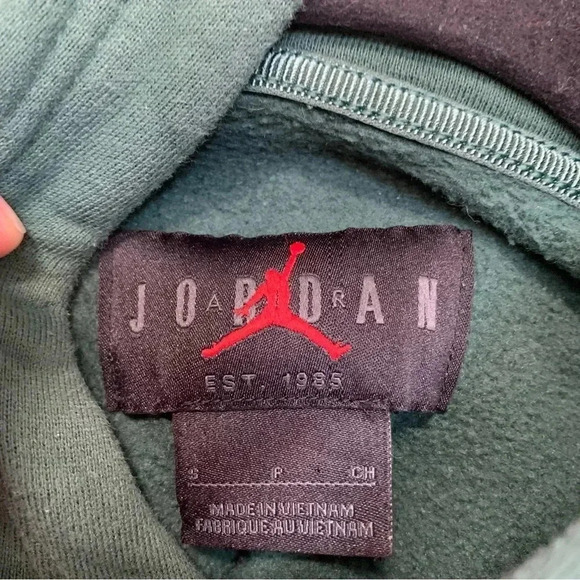 JORDAN
AIR
EST. 1985
S P CH
MADE IN VIETNAM
FABRIQUE AU VIETNAM